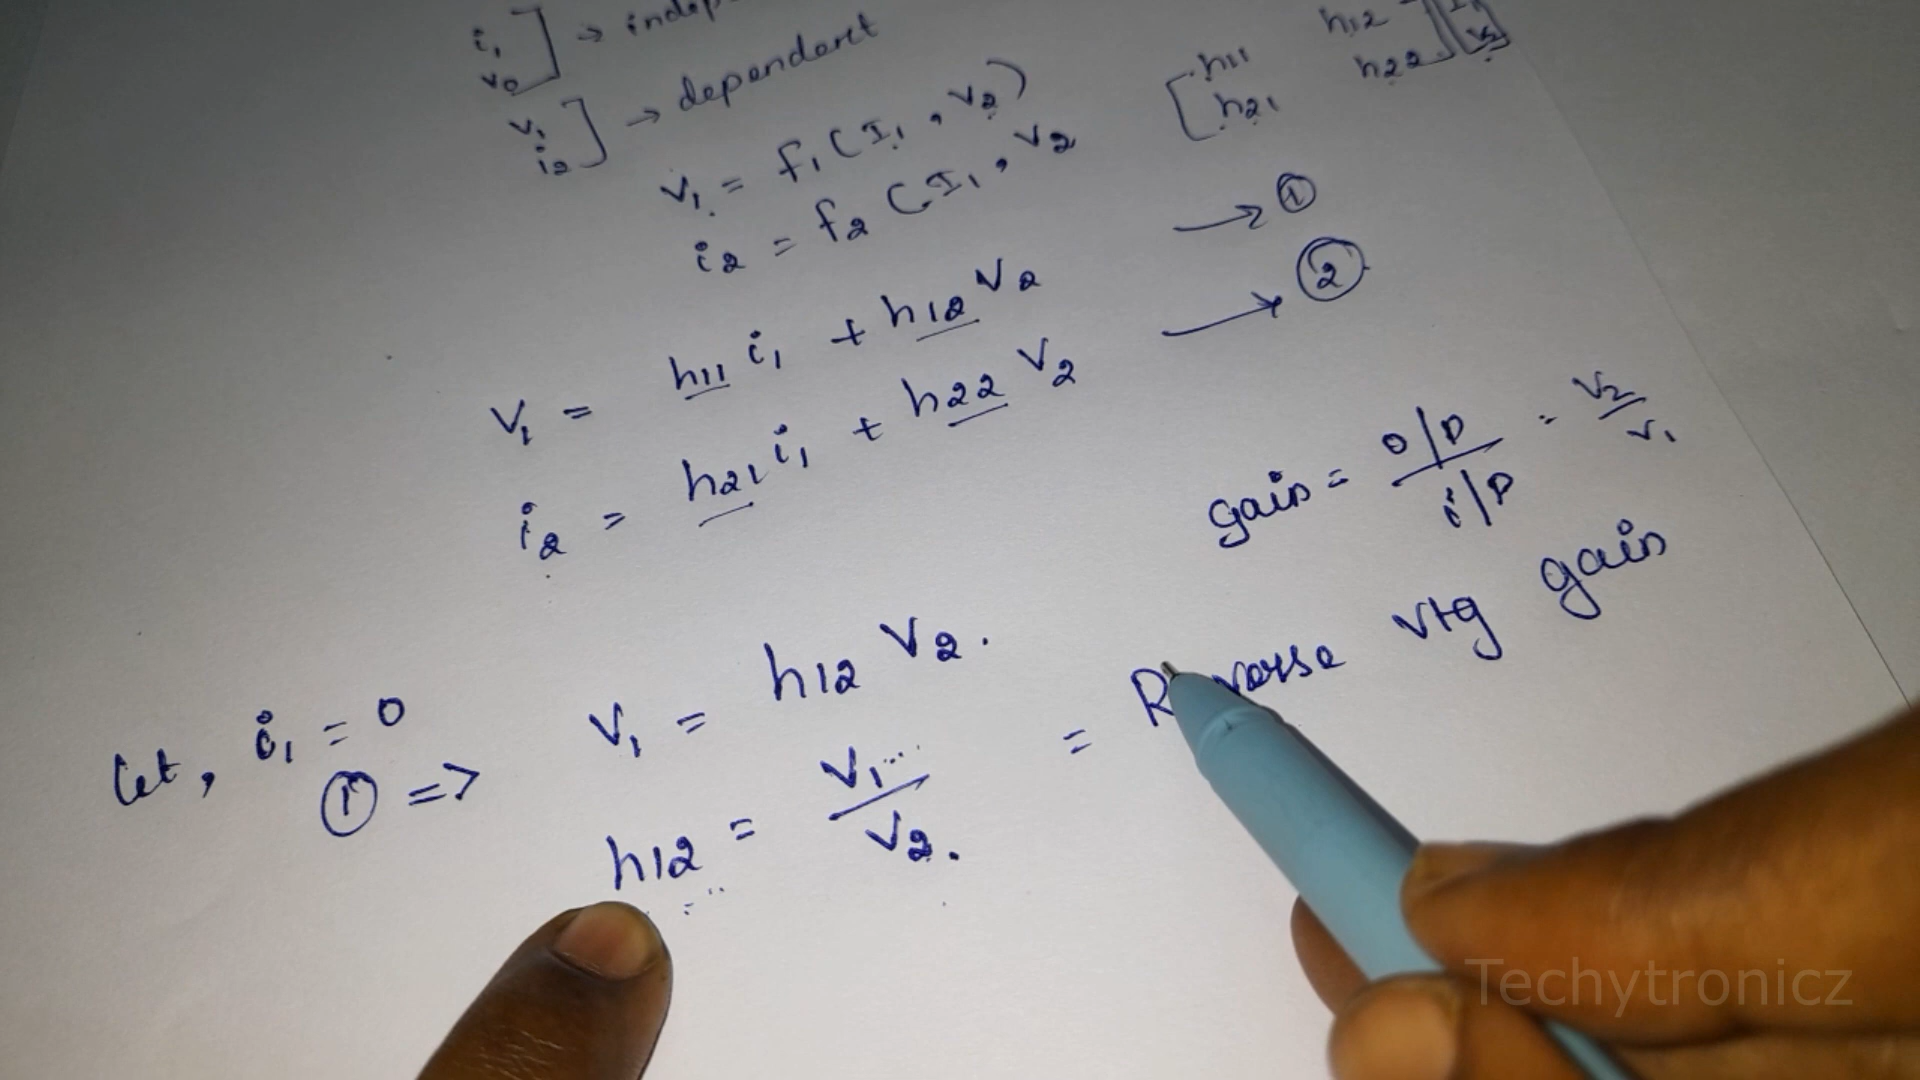 i1 ] → indep
v0
v1 ] → dependent
i2
v1 = f1 (I1, v2)
i2 = f2 (I1, v2
[h11 h12
h21 h22]
→ ①
→ ②
V1 = h11 i1 + h12 V2
i2 = h21 i1 + h22 V2
gain = o/p / i/p = V2 / V1
let, i1 = 0
① => V1 = h12 V2.
h12 = V1 / V2. = Reverse vtg gain
Techytronicz